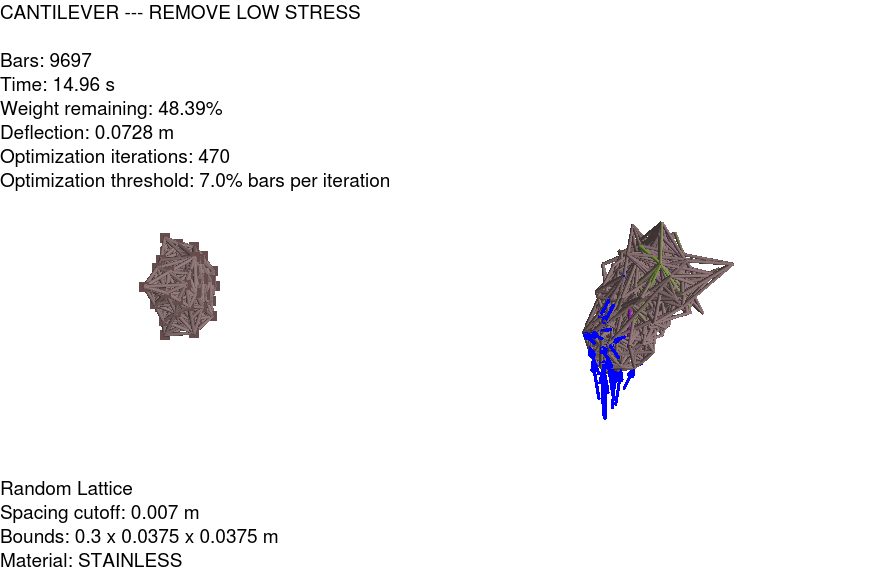 CANTILEVER --- REMOVE LOW STRESS
Bars: 9697
Time: 14.96 s
Weight remaining: 48.39%
Deflection: 0.0728 m
Optimization iterations: 470
Optimization threshold: 7.0% bars per iteration
Random Lattice
Spacing cutoff: 0.007 m
Bounds: 0.3 x 0.0375 x 0.0375 m
Material: STAINLESS